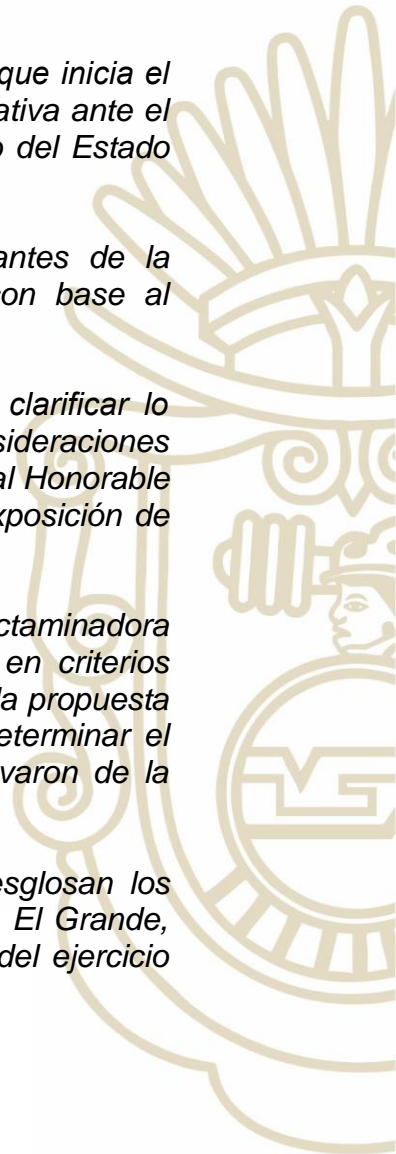 que inicia el
ativa ante el
o del Estado
antes de la
con base al
clarificar lo
sideraciones
al Honorable
xposición de
ctaminadora
en criterios
la propuesta
eterminar el
varon de la
esglosan los
El Grande,
del ejercicio